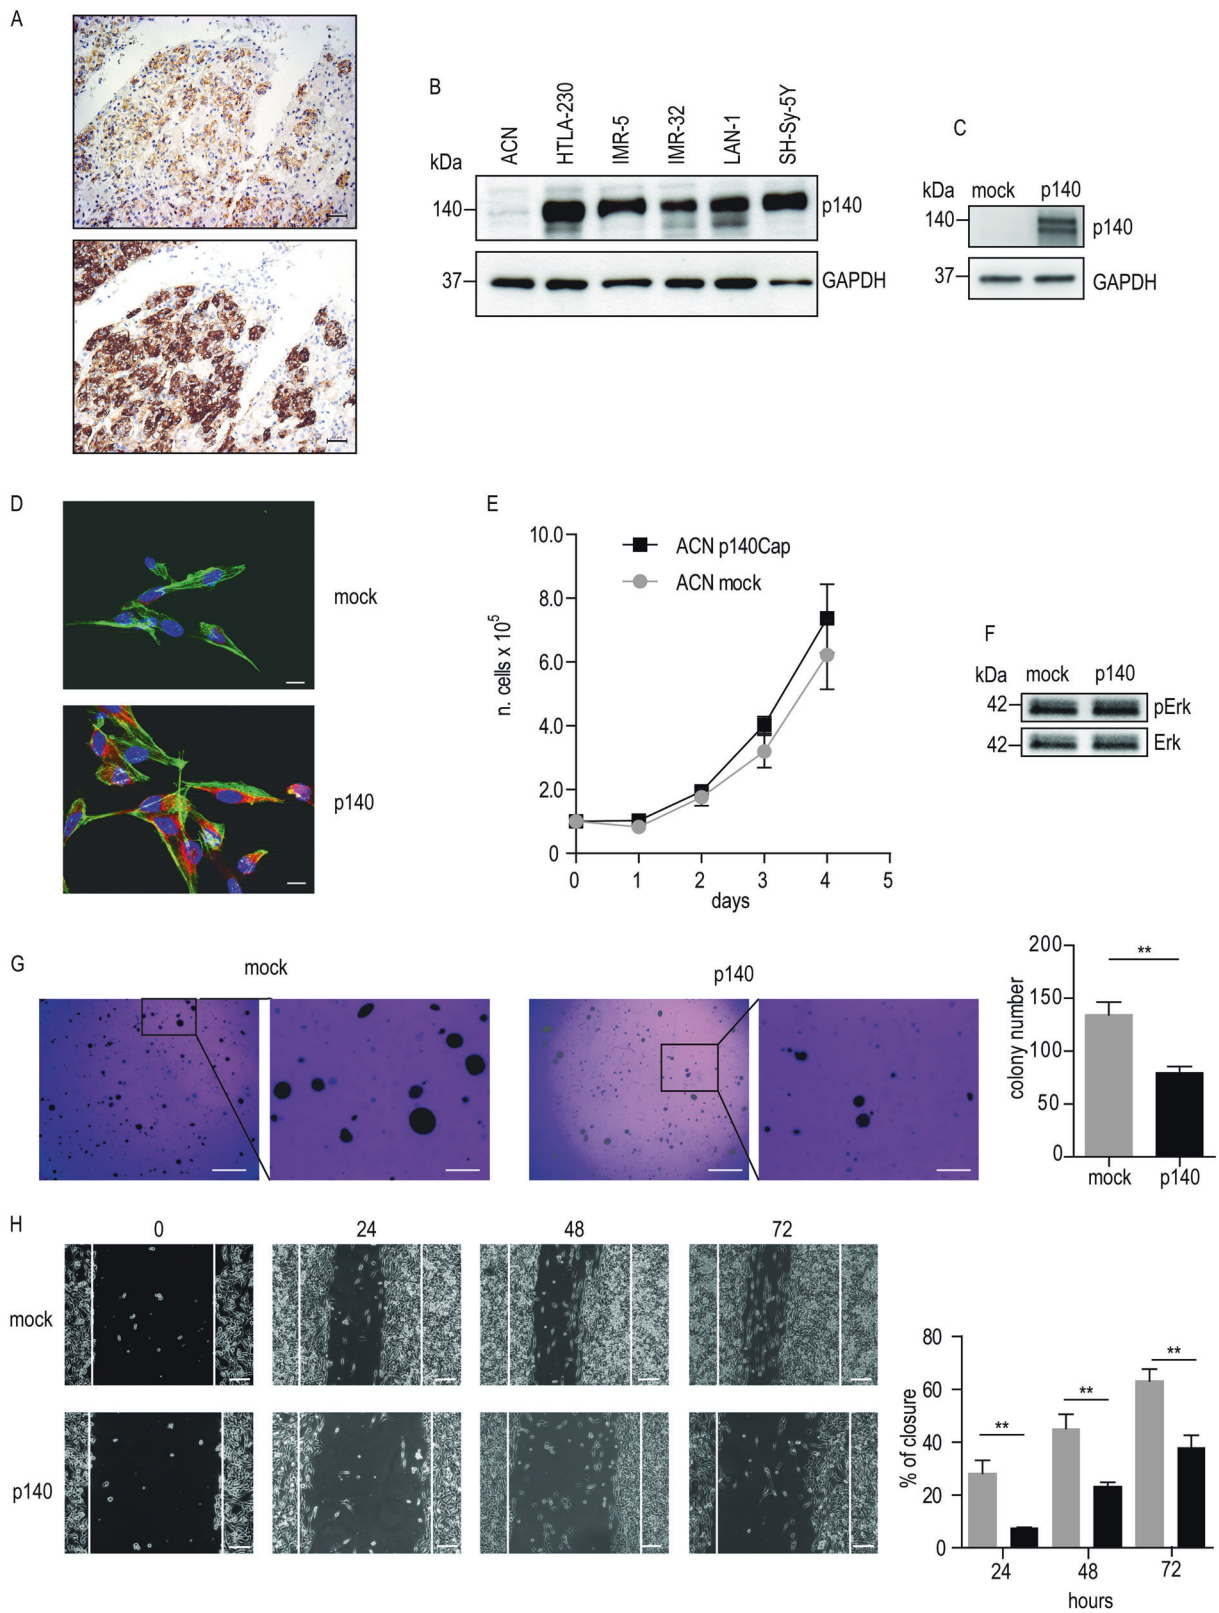 A
B
ACN
HTLA-230
IMR-5
IMR-32
LAN-1
SH-Sy-5Y
kDa
140
p140
37
GAPDH
C
kDa mock p140
140
p140
37
GAPDH
D
mock
p140
E
10.0
8.0
6.0
4.0
2.0
0
n. cells x 10⁵
ACN p140Cap
ACN mock
0 1 2 3 4 5
days
F
kDa mock p140
42
pErk
42
Erk
G
mock
p140
200
150
100
50
0
colony number
**
mock p140
H
0 24 48 72
mock
p140
80
60
40
20
0
% of closure
**
**
**
24 48 72
hours